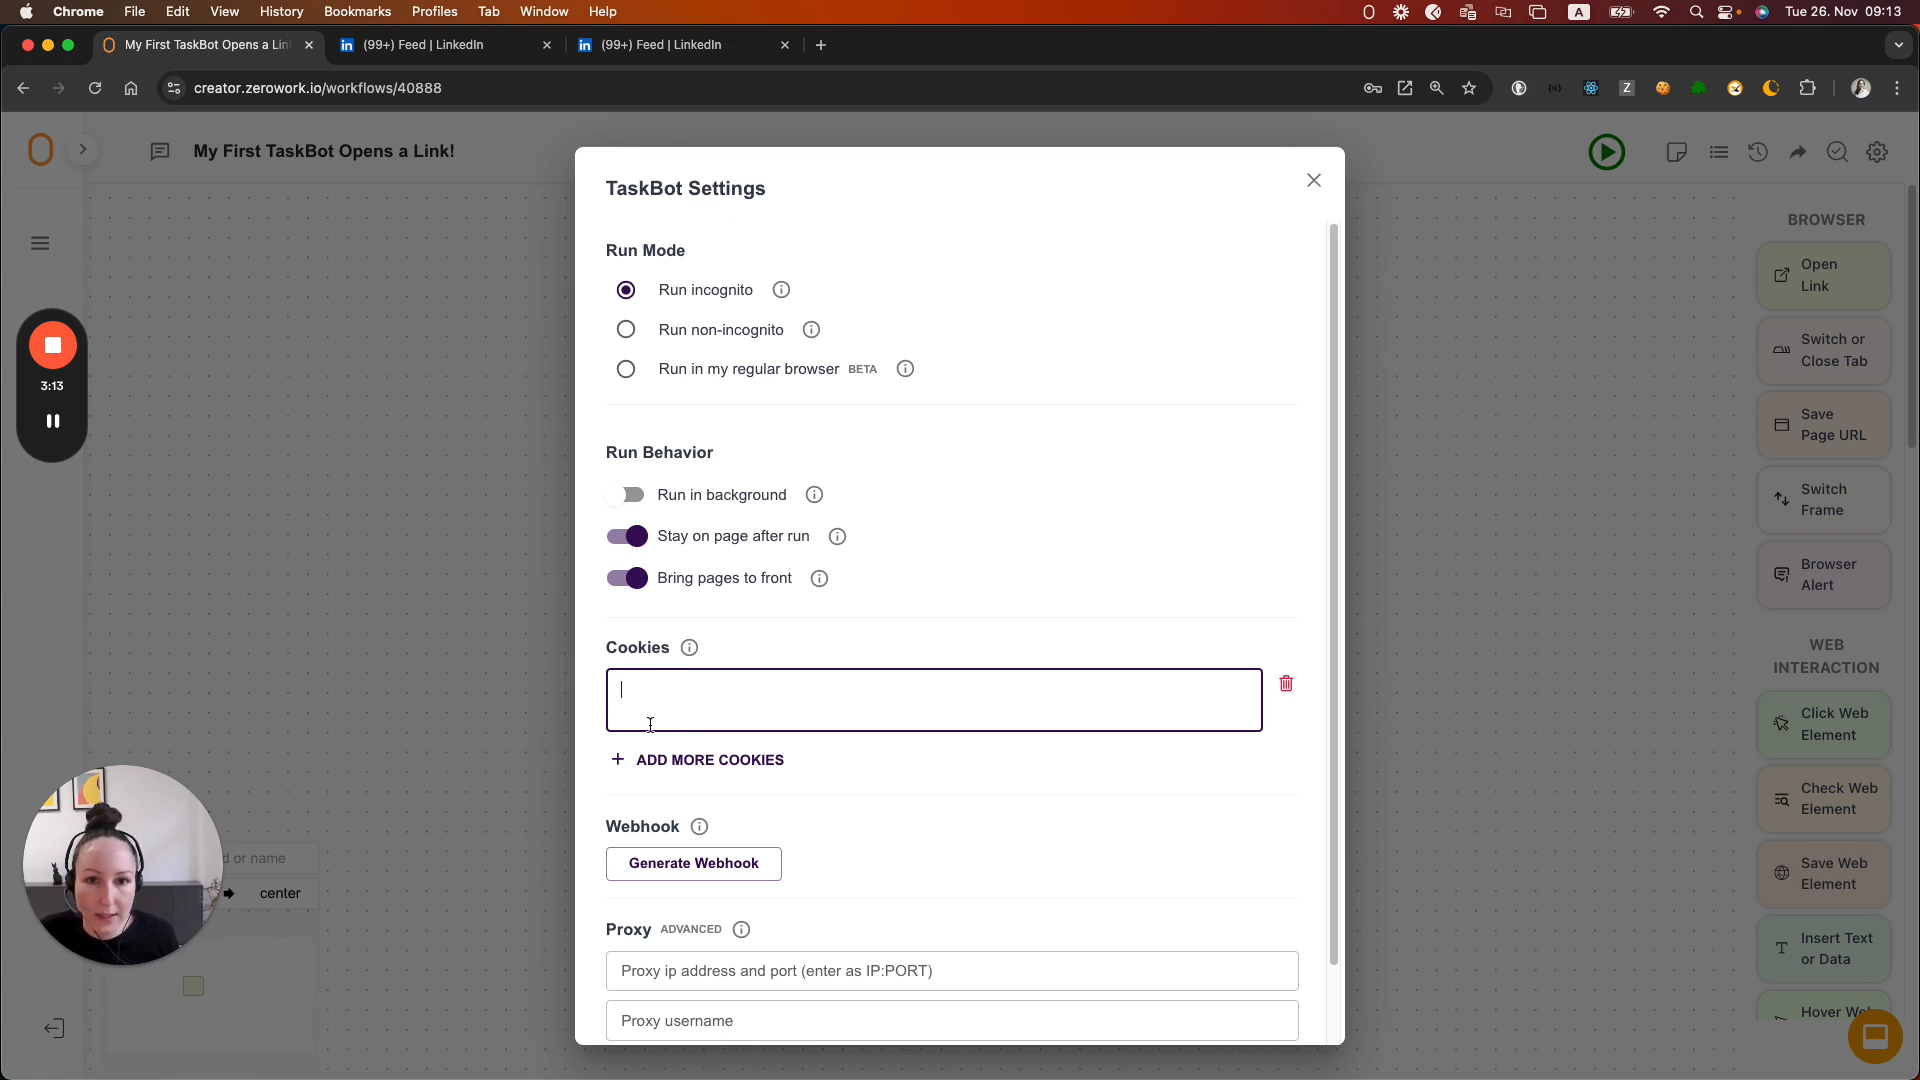 Chrome File Edit View History Bookmarks Profiles Tab Window Help
A Tue 26. Nov 09:13
My First TaskBot Opens a Lin
(99+) Feed | LinkedIn
(99+) Feed | LinkedIn
creator.zerowork.io/workflows/40888
My First TaskBot Opens a Link!
TaskBot Settings
Run Mode
Run incognito
Run non-incognito
Run in my regular browser BETA
Run Behavior
Run in background
Stay on page after run
Bring pages to front
Cookies
ADD MORE COOKIES
Webhook
Generate Webhook
Proxy ADVANCED
Proxy ip address and port (enter as IP:PORT)
Proxy username
3:13
d or name
center
BROWSER
Open
Link
Switch or
Close Tab
Save
Page URL
Switch
Frame
Browser
Alert
WEB
INTERACTION
Click Web
Element
Check Web
Element
Save Web
Element
Insert Text
or Data
Hover Web